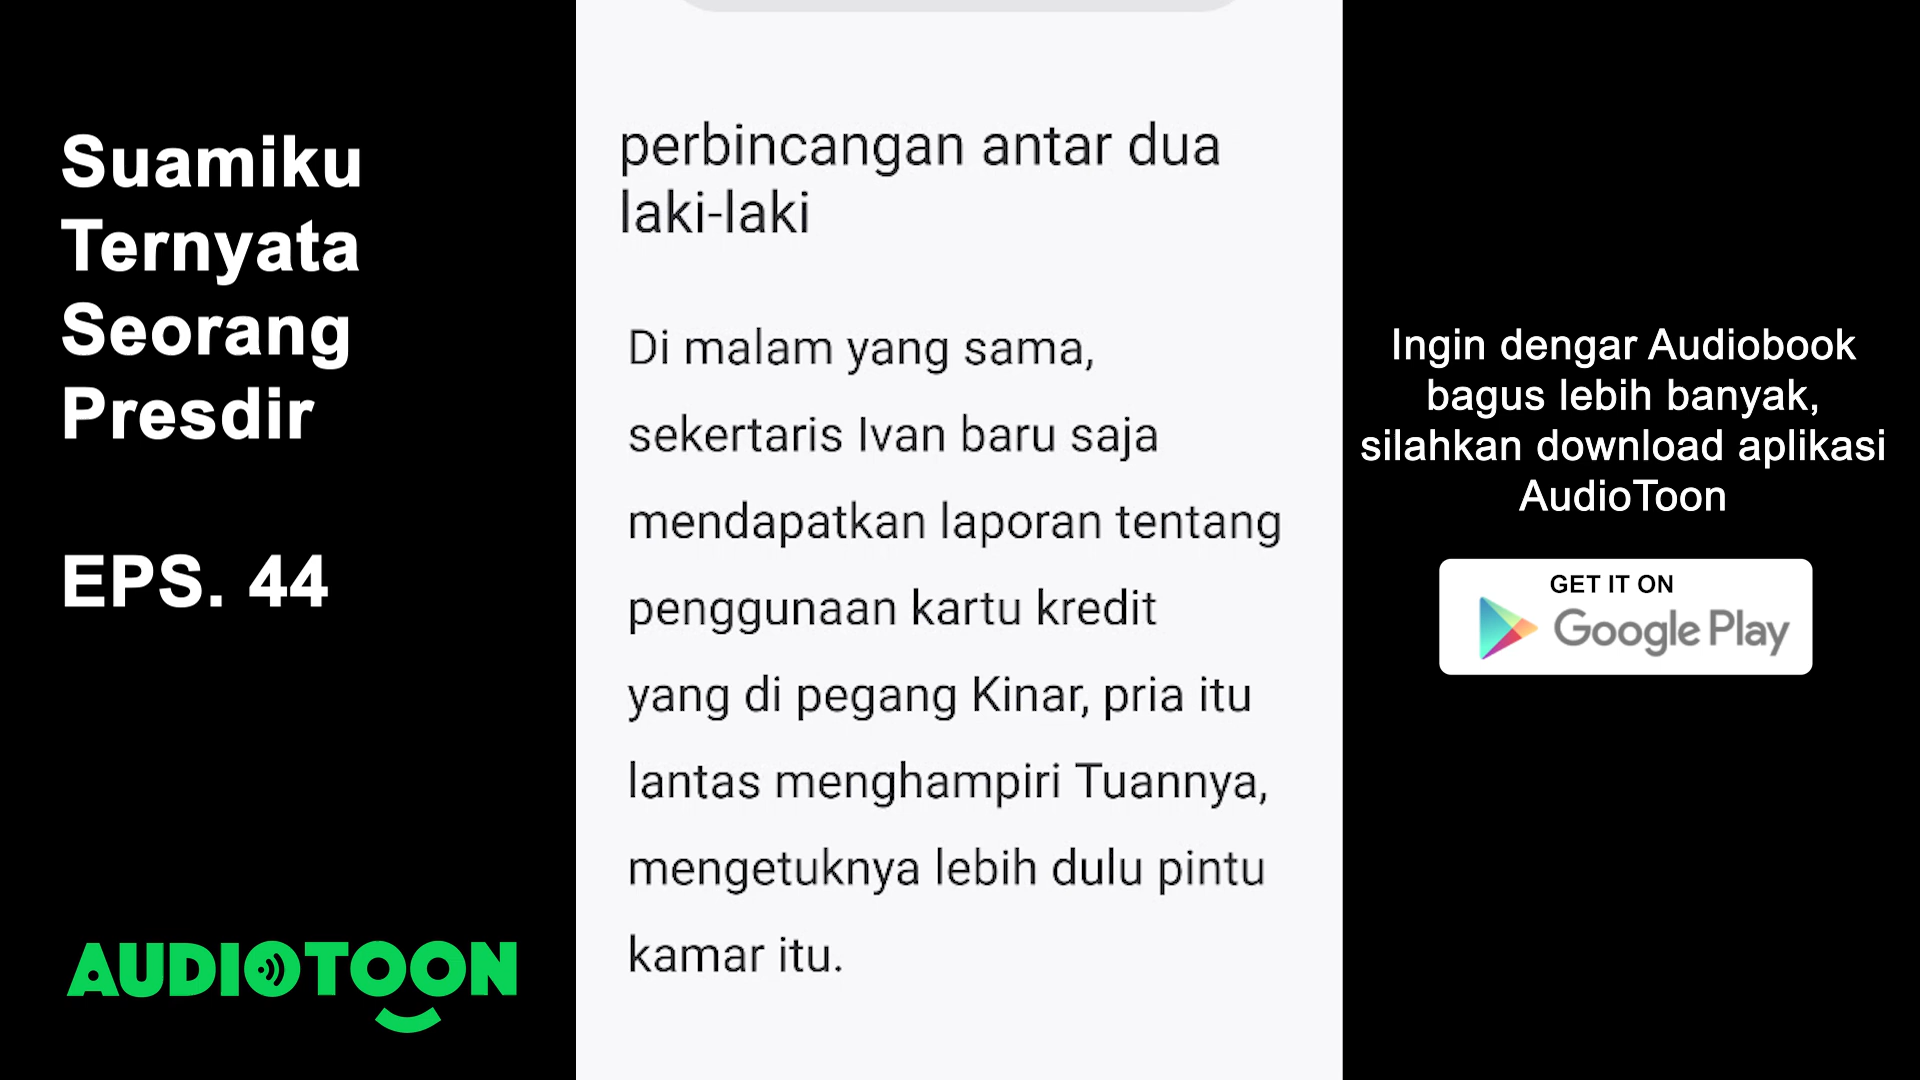 Suamiku
Ternyata
Seorang
Presdir
EPS. 44
AUDIOTOON
perbincangan antar dua
laki-laki
Di malam yang sama,
sekertaris Ivan baru saja
mendapatkan laporan tentang
penggunaan kartu kredit
yang di pegang Kinar, pria itu
lantas menghampiri Tuannya,
mengetuknya lebih dulu pintu
kamar itu.
Ingin dengar Audiobook
bagus lebih banyak,
silahkan download aplikasi
AudioToon
GET IT ON
Google Play